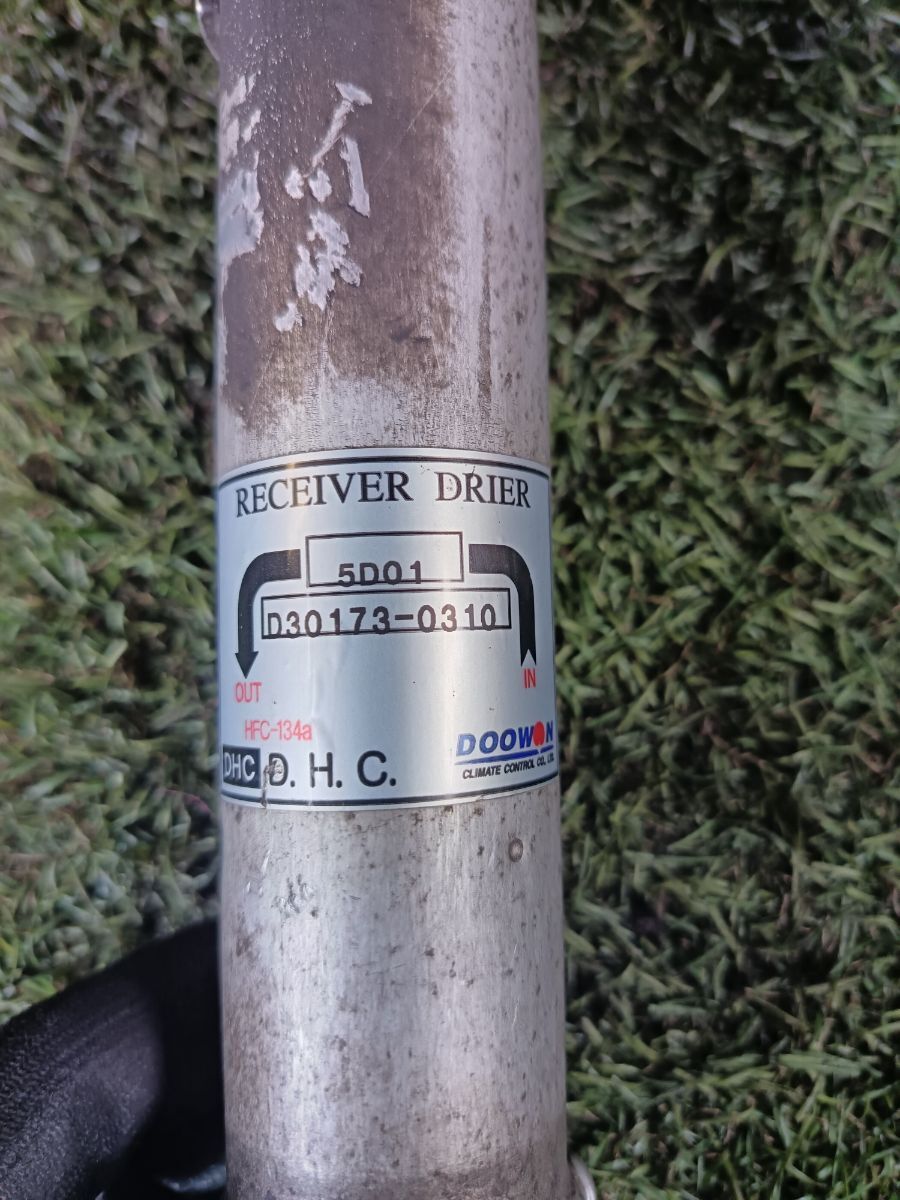 RECEIVER DRIER
5D01
D30173-0310
OUT
IN
HFC-134a
DHC D. H. C.
DOOWON
CLIMATE CONTROL CO., LTD.